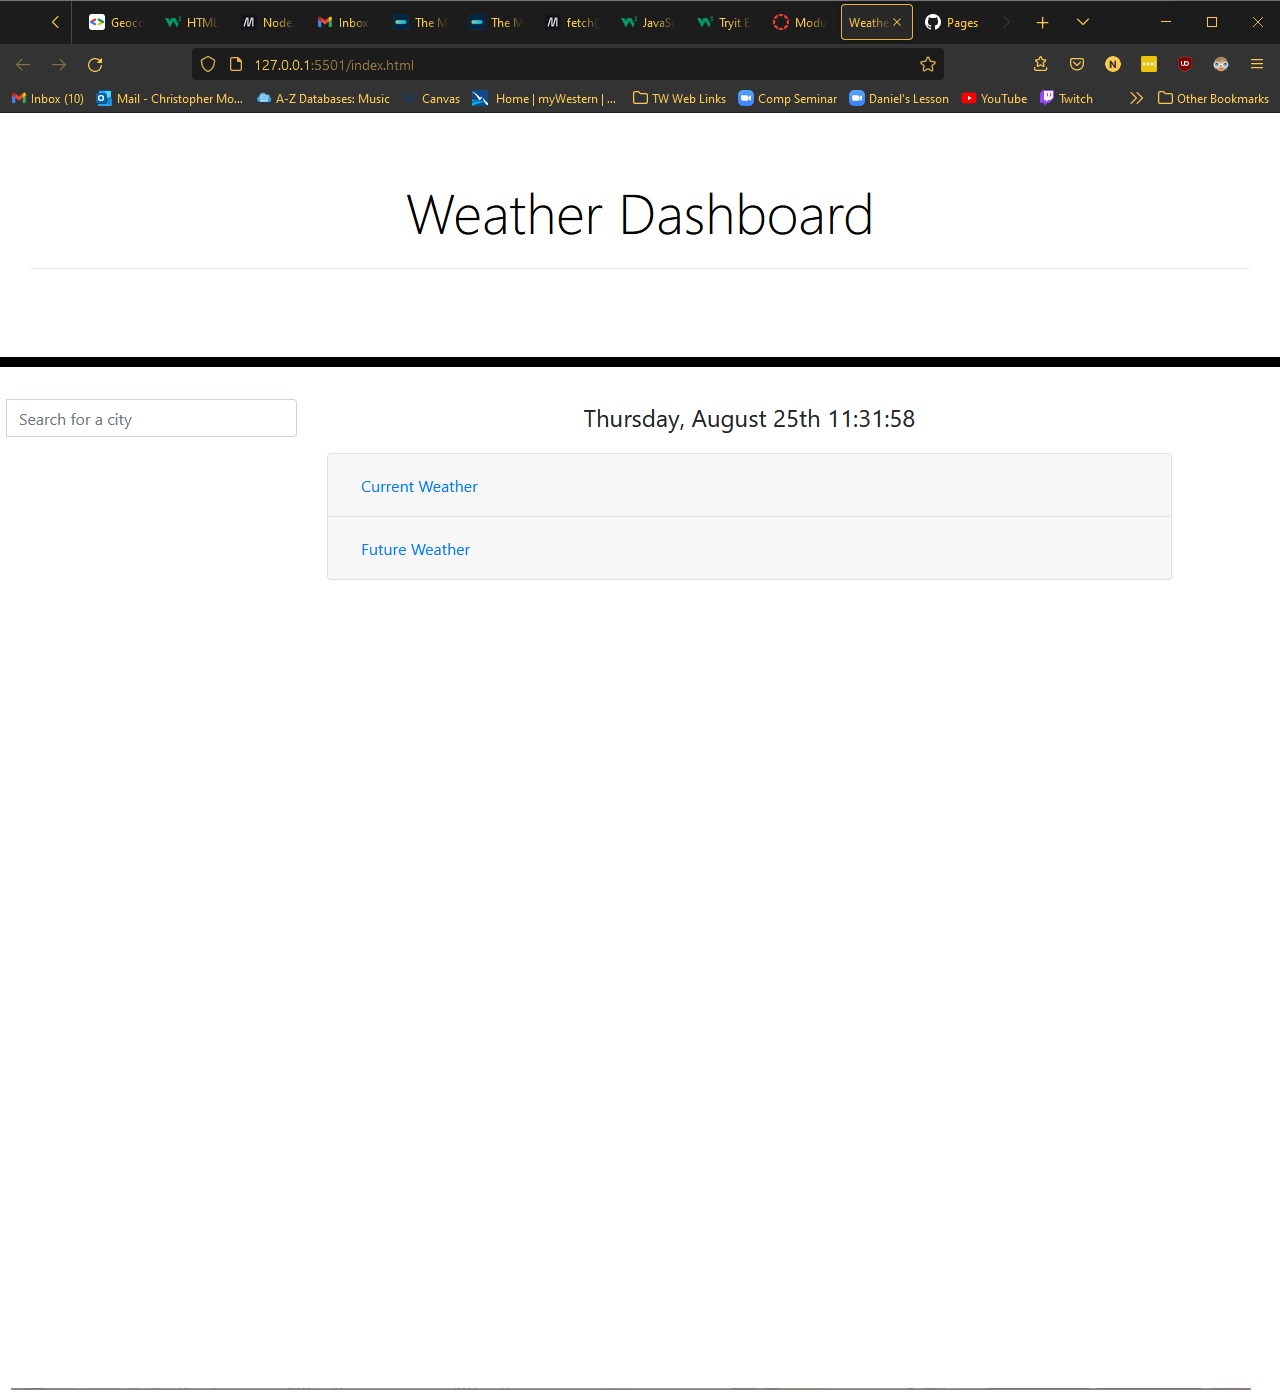 Geoc HTML Node. Inbox The M The M fetch( JavaSc Tryit E Modu Weathe Pages
127.0.0.1:5501/index.html
Inbox (10) Mail - Christopher Mo... A-Z Databases: Music Canvas Home | myWestern | ... TW Web Links Comp Seminar Daniel's Lesson YouTube Twitch Other Bookmarks
Weather Dashboard
Search for a city
Thursday, August 25th 11:31:58
Current Weather
Future Weather